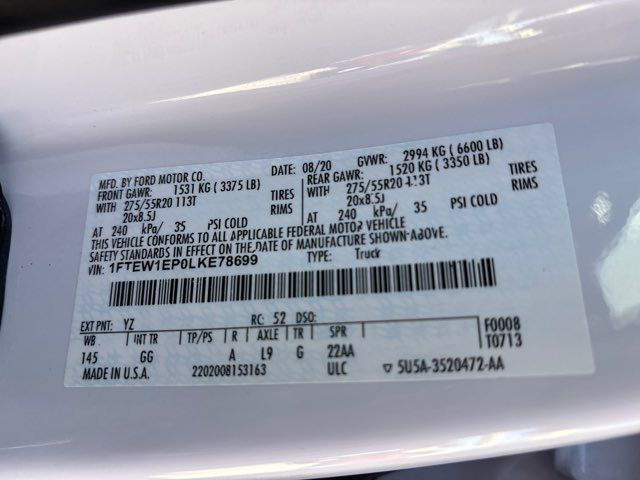 MFD. BY FORD MOTOR CO. DATE: 08/20 GVWR: 2994 KG ( 6600 LB)
FRONT GAWR: 1531 KG ( 3375 LB) REAR GAWR: 1520 KG ( 3350 LB)
WITH 275/55R20 113T TIRES WITH 275/55R20 113T TIRES
20x8.5J RIMS 20x8.5J RIMS
AT 240 kPa/ 35 PSI COLD AT 240 kPa/ 35 PSI COLD
THIS VEHICLE CONFORMS TO ALL APPLICABLE FEDERAL MOTOR VEHICLE
SAFETY STANDARDS IN EFFECT ON THE DATE OF MANUFACTURE SHOWN ABOVE.
VIN: 1FTEW1EP0LKE78699 TYPE: Truck
EXT PNT: YZ RC: 52 DSO:
WB INT TR TP/PS R AXLE TR SPR F0008
145 GG A L9 G 22AA T0713
MADE IN U.S.A. 2202008153163 ULC ▽ 5U5A-3520472-AA